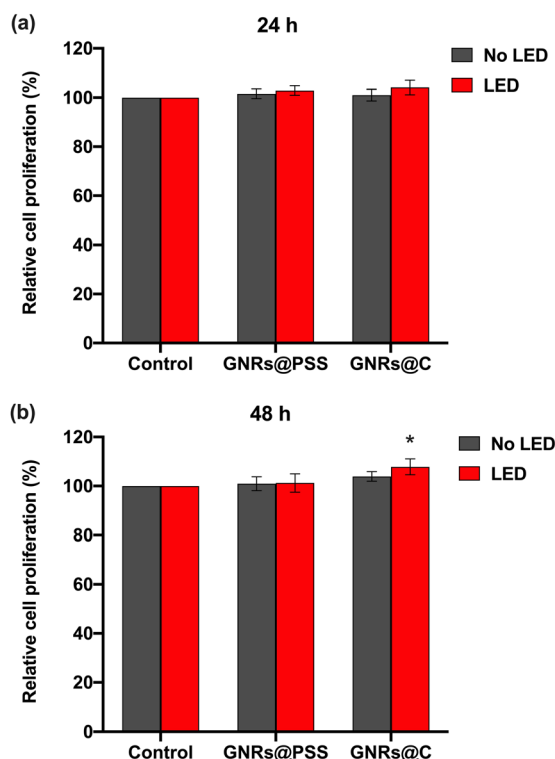 (a)
24 h
Relative cell proliferation (%)
120
100
80
60
40
20
0
Control
GNRs@PSS
GNRs@C
No LED
LED
(b)
48 h
Relative cell proliferation (%)
120
100
80
60
40
20
0
*
Control
GNRs@PSS
GNRs@C
No LED
LED